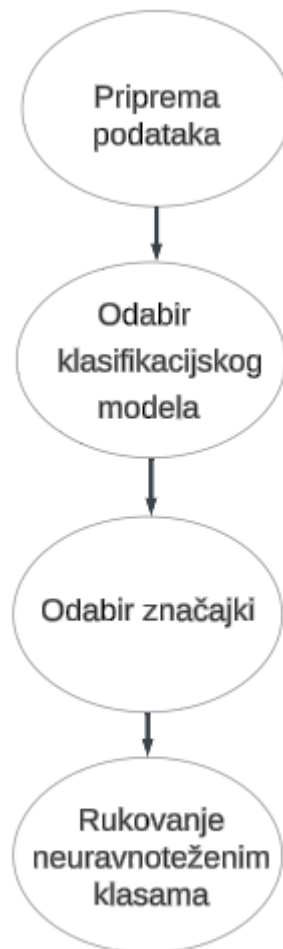 Priprema
podataka
Odabir
klasifikacijskog
modela
Odabir značajki
Rukovanje
neuravnoteženim
klasama